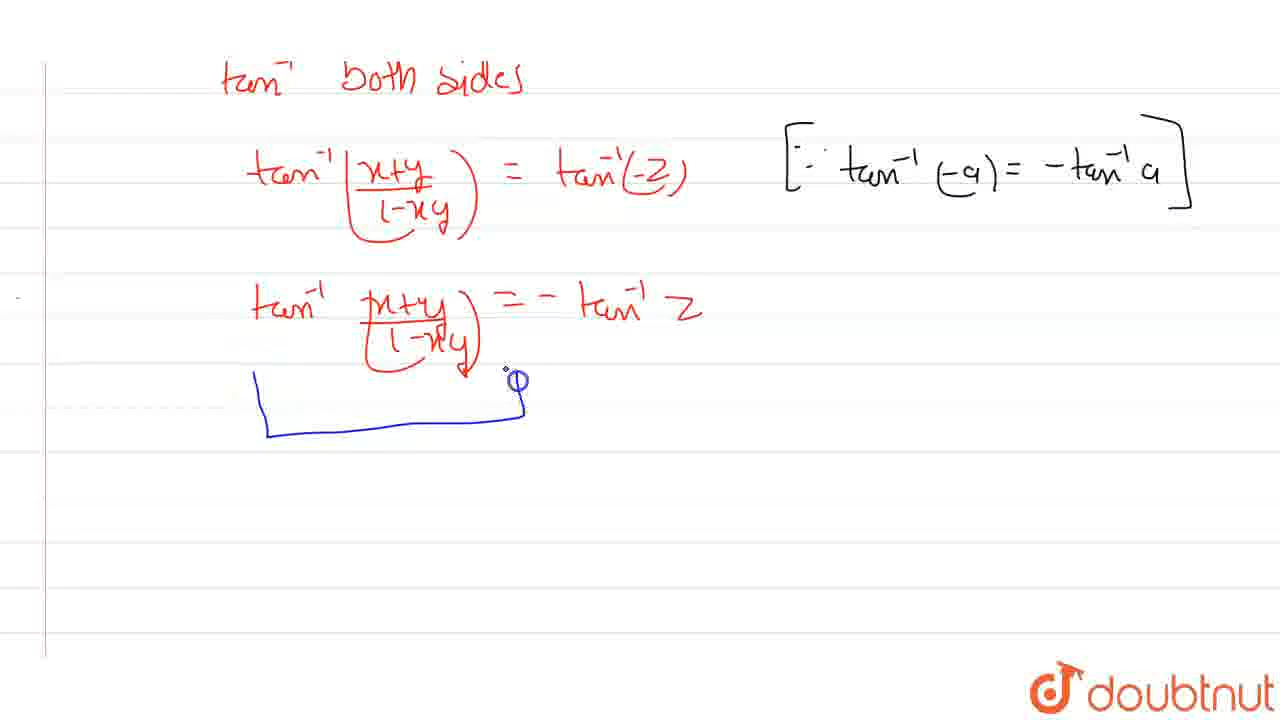 tan⁻¹ both sides
tan⁻¹ (x+y / 1-xy) = tan⁻¹(-z) [∵ tan⁻¹ (-a) = -tan⁻¹ a]
tan⁻¹ (x+y / 1-xy) = - tan⁻¹ z
doubtnut